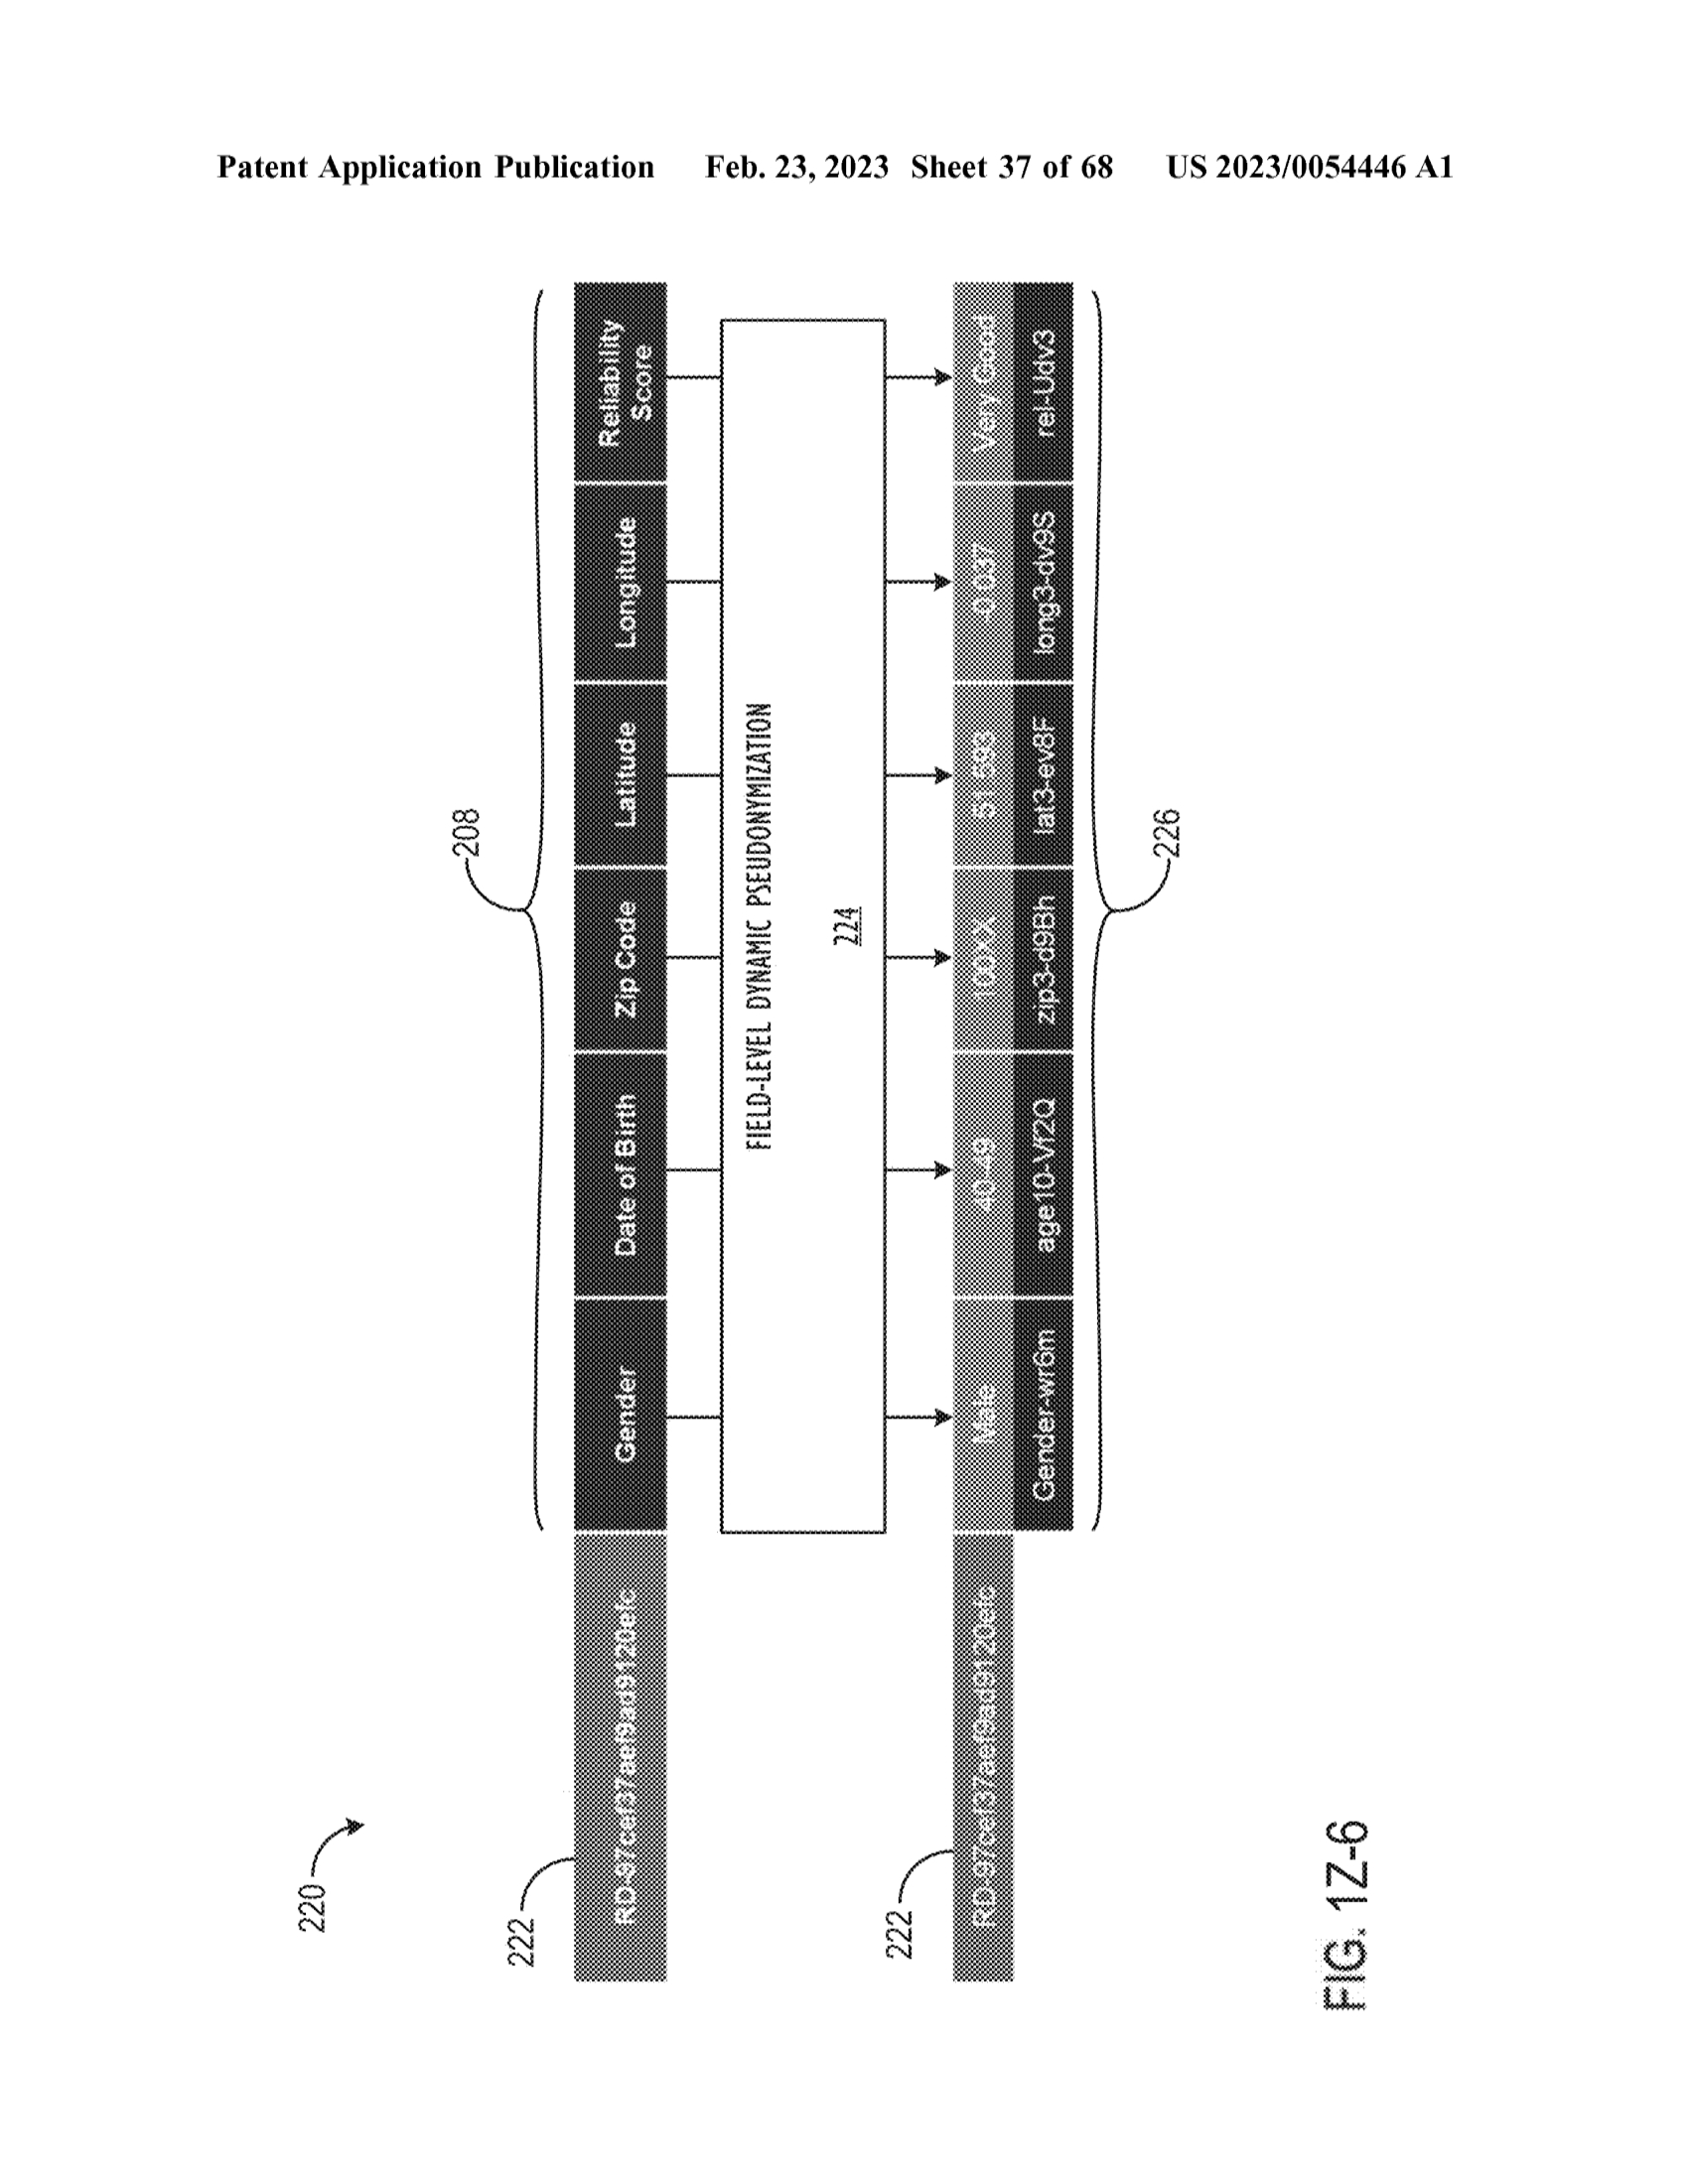 Patent Application Publication Feb. 23, 2023 Sheet 37 of 68 US 2023/0054446 A1
220
208
222
RD-97cef37aef9ad9120efc
Gender
Date of Birth
Zip Code
Latitude
Longitude
Reliability
Score
FIELD-LEVEL DYNAMIC PSEUDONYMIZATION
224
222
RD-97cef37aef9ad9120efc
Male
40-49
100XX
51.593
-0.037
Very Good
Gender-wr6m
age10-Vf2Q
zip3-d9Bh
lat3-ev8F
long3-dv9S
rel-Udv3
226
FIG. 1Z-6